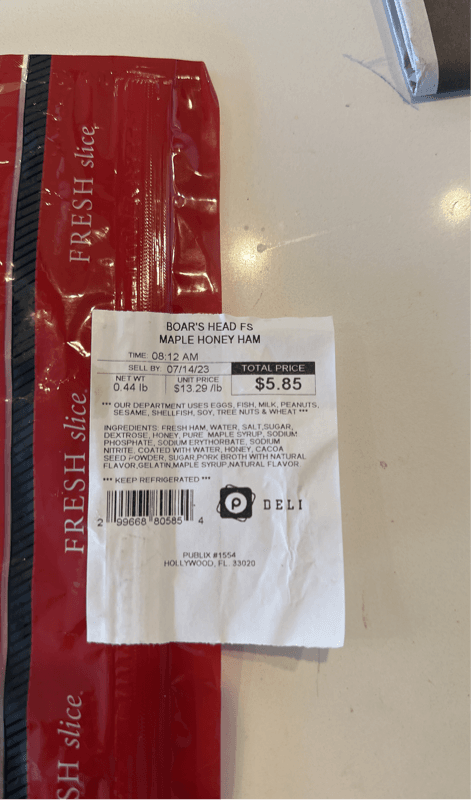 FRESH slice
FRESH slice
SH slice
BOAR'S HEAD FS
MAPLE HONEY HAM
TIME: 08:12 AM
SELL BY: 07/14/23
TOTAL PRICE
NET WT
UNIT PRICE
0.44 lb
$13.29 /lb
$5.85
*** OUR DEPARTMENT USES EGGS, FISH, MILK, PEANUTS,
SESAME, SHELLFISH, SOY, TREE NUTS & WHEAT ***
INGREDIENTS: FRESH HAM, WATER, SALT,SUGAR,
DEXTROSE, HONEY, PURE MAPLE SYRUP, SODIUM
PHOSPHATE, SODIUM ERYTHORBATE, SODIUM
NITRITE. COATED WITH WATER, HONEY, CACOA
SEED POWDER, SUGAR,PORK BROTH WITH NATURAL
FLAVOR,GELATIN,MAPLE SYRUP,NATURAL FLAVOR
*** KEEP REFRIGERATED ***
2 99668 80585 4
P DELI
PUBLIX #1554
HOLLYWOOD, FL 33020